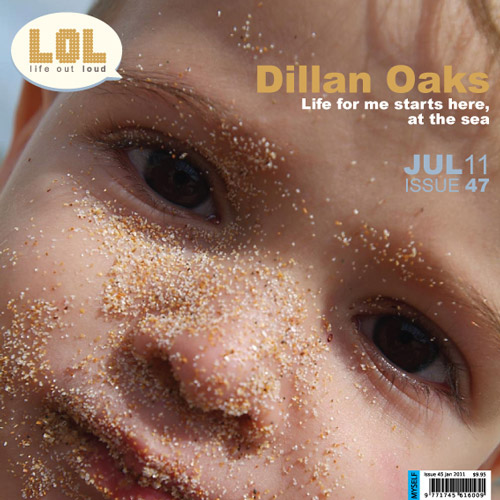 LOL
life out loud
Dillan Oaks
Life for me starts here,
at the sea
JUL11
ISSUE 47
MYSELF
Issue 45 Jan 2011 $9.95
9 771745 616009